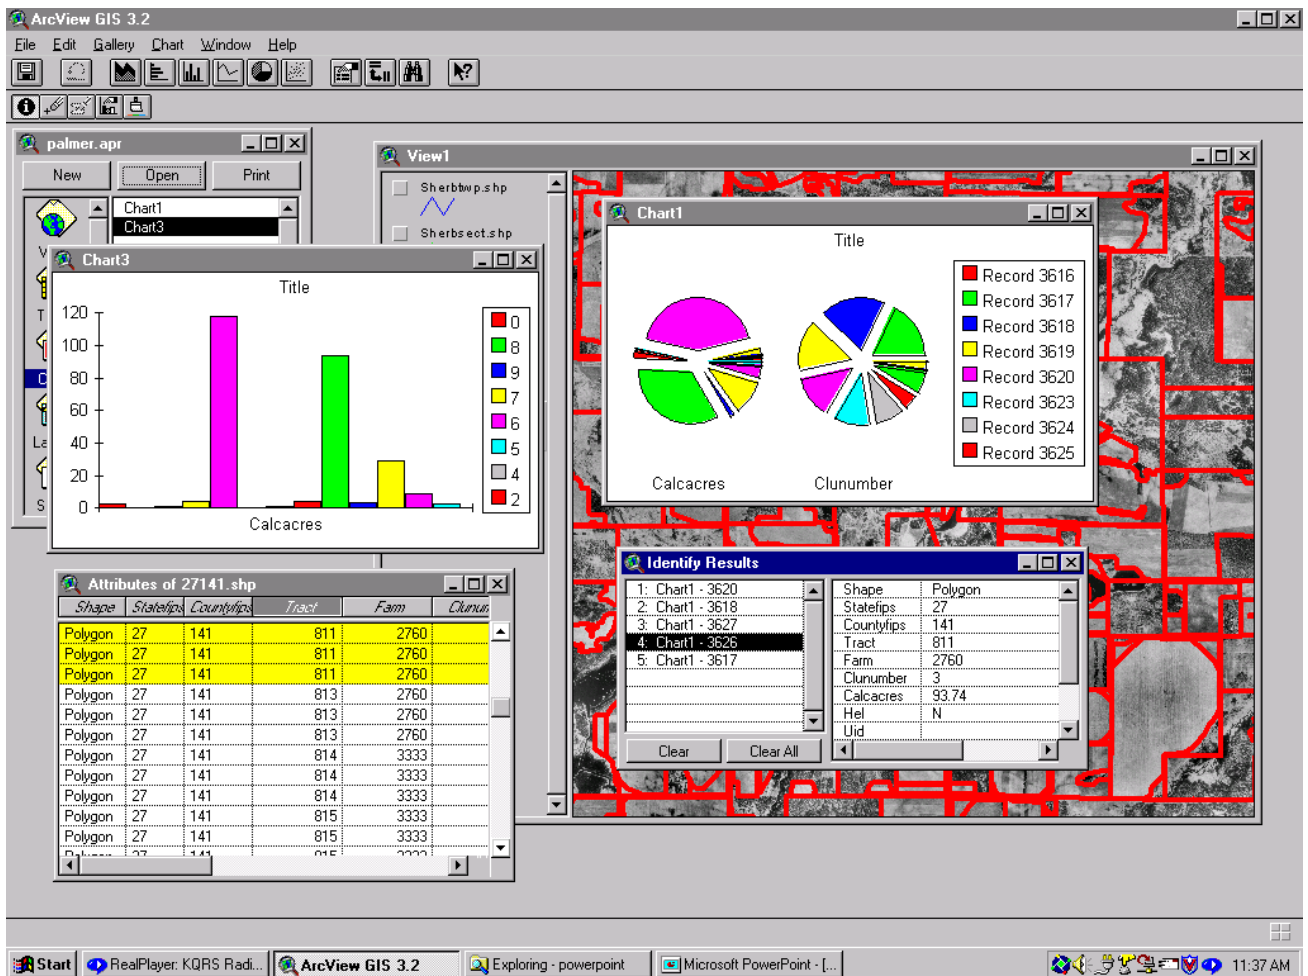 ArcView GIS 3.2
File Edit Gallery Chart Window Help
palmer.apr
New Open Print
Chart1
Chart3
View1
Sherbtwp.shp
Sherbsect.shp
Chart3
Title
120
100
80
60
40
20
0
Calcacres
0
8
9
7
6
5
4
2
Chart1
Title
Calcacres Clunumber
Record 3616
Record 3617
Record 3618
Record 3619
Record 3620
Record 3623
Record 3624
Record 3625
Identify Results
1: Chart1 - 3620
2: Chart1 - 3618
3: Chart1 - 3627
4: Chart1 - 3626
5: Chart1 - 3617
Clear Clear All
Shape Polygon
Statefips 27
Countyfips 141
Tract 811
Farm 2760
Clunumber 3
Calcacres 93.74
Hel N
Uid
Attributes of 27141.shp
Shape Statefips Countyfips Tract Farm Clunun
Polygon 27 141 811 2760
Polygon 27 141 811 2760
Polygon 27 141 811 2760
Polygon 27 141 813 2760
Polygon 27 141 813 2760
Polygon 27 141 813 2760
Polygon 27 141 814 3333
Polygon 27 141 814 3333
Polygon 27 141 814 3333
Polygon 27 141 815 3333
Polygon 27 141 815 3333
Polygon 27 141 815 3333
Start RealPlayer: KQRS Radi... ArcView GIS 3.2 Exploring - powerpoint Microsoft PowerPoint - [... 11:37 AM